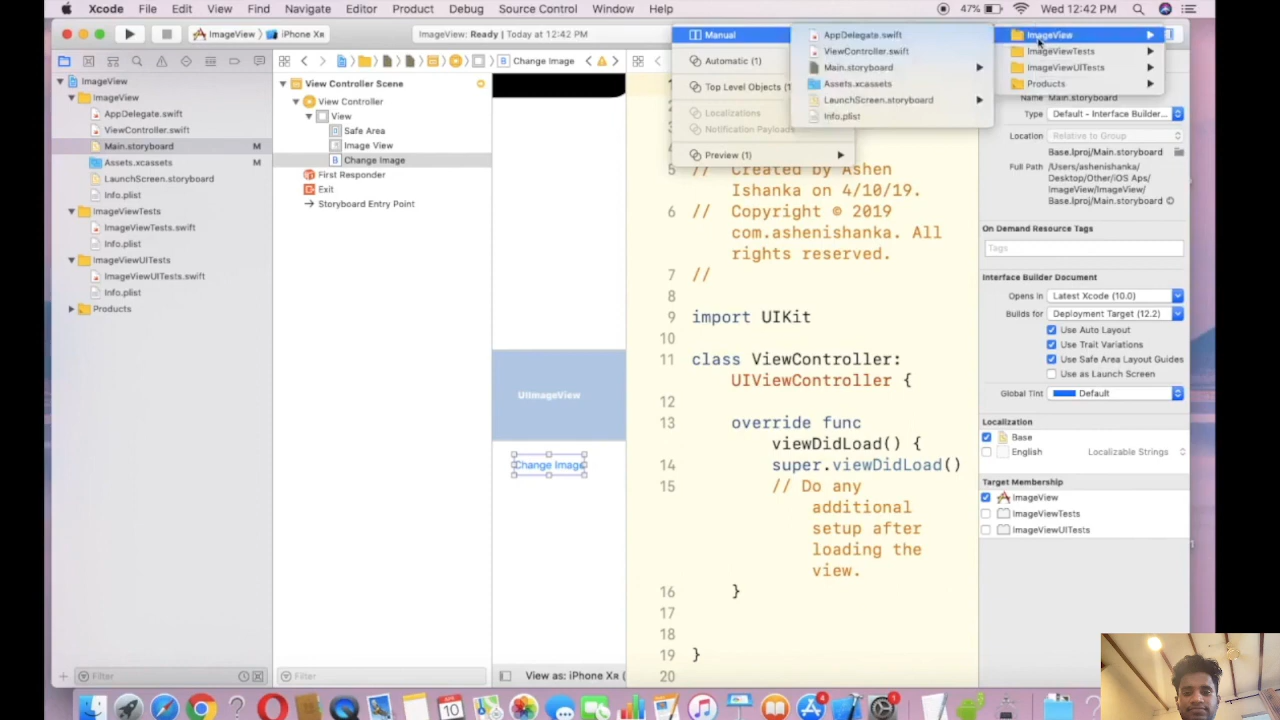 Xcode File Edit View Find Navigate Editor Product Debug Source Control Window Help
47% Wed 12:42 PM
ImageView iPhone XR
ImageView: Ready | Today at 12:42 PM
Change Image
Manual
Automatic (1)
Top Level Objects (1
Localizations
Notification Payloads
Preview (1)
AppDelegate.swift
ViewController.swift
Main.storyboard
Assets.xcassets
LaunchScreen.storyboard
Info.plist
ImageView
ImageViewTests
ImageViewUITests
Products
ImageView
ImageView
AppDelegate.swift
ViewController.swift
Main.storyboard M
Assets.xcassets M
LaunchScreen.storyboard
Info.plist
ImageViewTests
ImageViewTests.swift
Info.plist
ImageViewUITests
ImageViewUITests.swift
Info.plist
Products
Filter
View Controller Scene
View Controller
View
Safe Area
Image View
B Change Image
First Responder
Exit
Storyboard Entry Point
Filter
UIImageView
Change Image
View as: iPhone XR
5 // Created by Ashen
Ishanka on 4/10/19.
6 // Copyright © 2019
com.ashenishanka. All
rights reserved.
7 //
8
9 import UIKit
10
11 class ViewController:
UIViewController {
12
13 override func
viewDidLoad() {
14 super.viewDidLoad()
15 // Do any
additional
setup after
loading the
view.
16 }
17
18
19 }
20
Name Main.storyboard
Type Default - Interface Builder...
Location Relative to Group
Base.lproj/Main.storyboard
Full Path /Users/ashenishanka/
Desktop/Other/iOS Aps/
ImageView/ImageView/
Base.lproj/Main.storyboard
On Demand Resource Tags
Tags
Interface Builder Document
Opens in Latest Xcode (10.0)
Builds for Deployment Target (12.2)
Use Auto Layout
Use Trait Variations
Use Safe Area Layout Guides
Use as Launch Screen
Global Tint Default
Localization
Base
English Localizable Strings
Target Membership
ImageView
ImageViewTests
ImageViewUITests